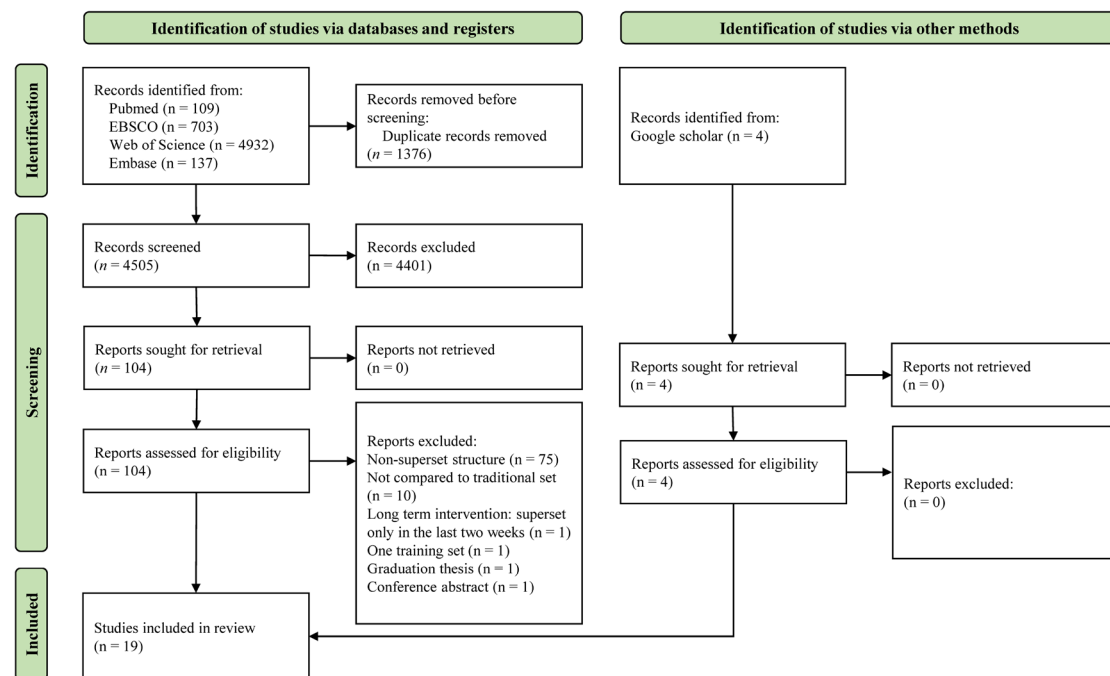 Identification of studies via databases and registers
Identification of studies via other methods
Identification
Records identified from:
Pubmed (n = 109)
EBSCO (n = 703)
Web of Science (n = 4932)
Embase (n = 137)
Records removed before
screening:
Duplicate records removed
(n = 1376)
Records identified from:
Google scholar (n = 4)
Screening
Records screened
(n = 4505)
Records excluded
(n = 4401)
Reports sought for retrieval
(n = 104)
Reports not retrieved
(n = 0)
Reports sought for retrieval
(n = 4)
Reports not retrieved
(n = 0)
Reports assessed for eligibility
(n = 104)
Reports excluded:
Non-superset structure (n = 75)
Not compared to traditional set
(n = 10)
Long term intervention: superset
only in the last two weeks (n = 1)
One training set (n = 1)
Graduation thesis (n = 1)
Conference abstract (n = 1)
Reports assessed for eligibility
(n = 4)
Reports excluded:
(n = 0)
Included
Studies included in review
(n = 19)